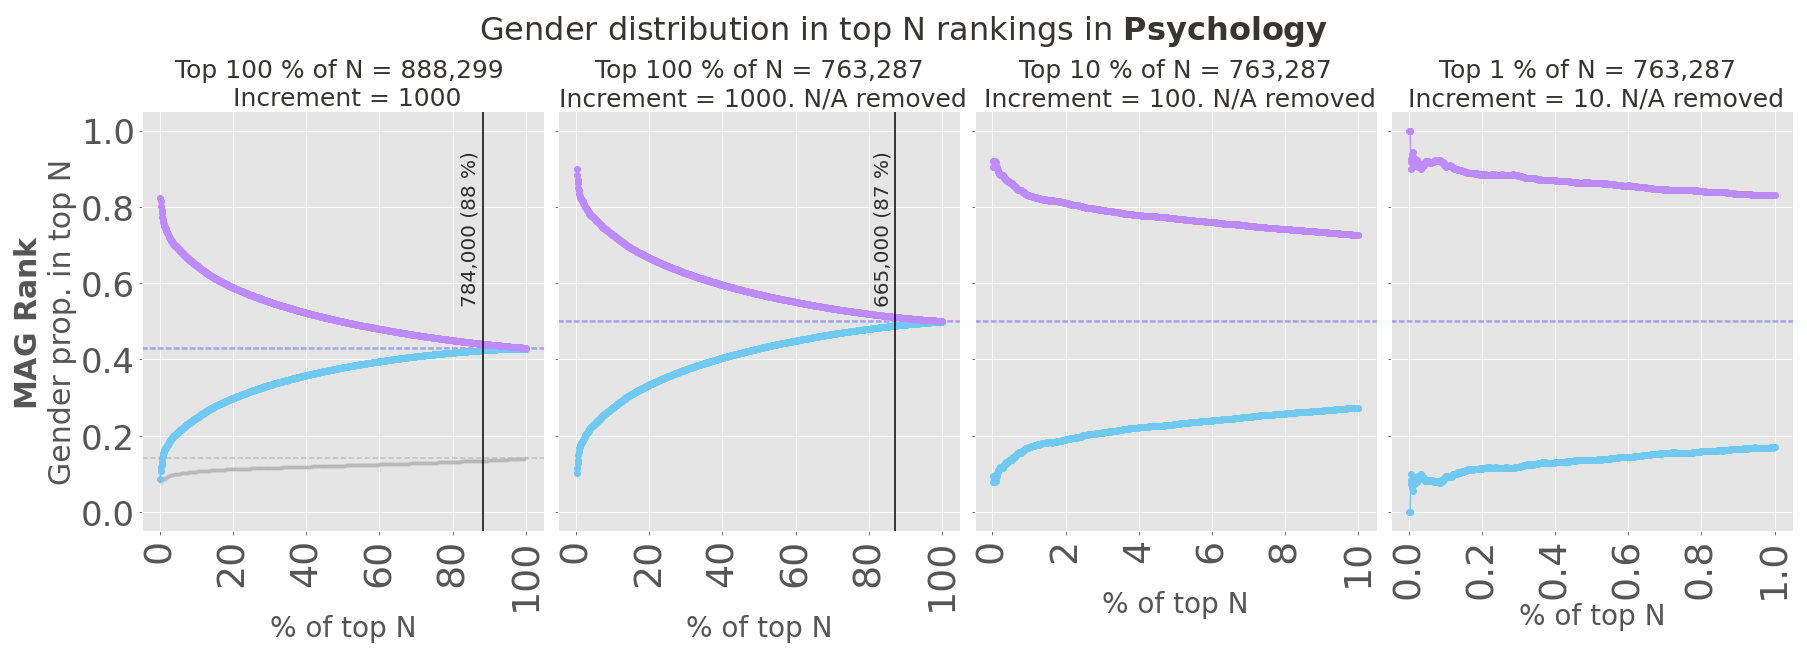 Gender distribution in top N rankings in Psychology
Top 100 % of N = 888,299
Increment = 1000
Top 100 % of N = 763,287
Increment = 1000. N/A removed
Top 10 % of N = 763,287
Increment = 100. N/A removed
Top 1 % of N = 763,287
Increment = 10. N/A removed
MAG Rank
Gender prop. in top N
1.0
0.8
0.6
0.4
0.2
0.0
784,000 (88 %)
665,000 (87 %)
0 20 40 60 80 100
0 20 40 60 80 100
0 2 4 6 8 10
0.0 0.2 0.4 0.6 0.8 1.0
% of top N
% of top N
% of top N
% of top N